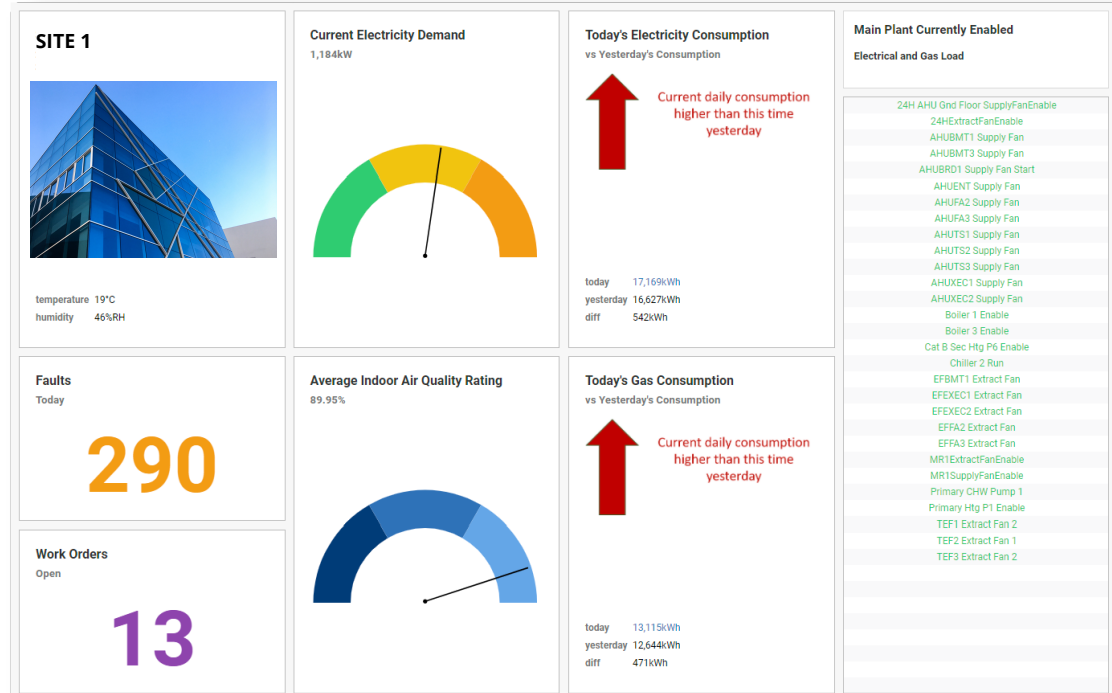 SITE 1
temperature 19°C
humidity 46%RH
Current Electricity Demand
1,184kW
Today's Electricity Consumption
vs Yesterday's Consumption
Current daily consumption
higher than this time
yesterday
today 17,169kWh
yesterday 16,627kWh
diff 542kWh
Main Plant Currently Enabled
Electrical and Gas Load
24H AHU Gnd Floor SupplyFanEnable
24HExtractFanEnable
AHUBMT1 Supply Fan
AHUBMT3 Supply Fan
AHUBRD1 Supply Fan Start
AHUENT Supply Fan
AHUFA2 Supply Fan
AHUFA3 Supply Fan
AHUTS1 Supply Fan
AHUTS2 Supply Fan
AHUTS3 Supply Fan
AHUXEC1 Supply Fan
AHUXEC2 Supply Fan
Boiler 1 Enable
Boiler 3 Enable
Cat B Sec Htg P6 Enable
Chiller 2 Run
EFBMT1 Extract Fan
EFEXEC1 Extract Fan
EFEXEC2 Extract Fan
EFFA2 Extract Fan
EFFA3 Extract Fan
MR1ExtractFanEnable
MR1SupplyFanEnable
Primary CHW Pump 1
Primary Htg P1 Enable
TEF1 Extract Fan 2
TEF2 Extract Fan 1
TEF3 Extract Fan 2
Faults
Today
290
Work Orders
Open
13
Average Indoor Air Quality Rating
89.95%
Today's Gas Consumption
vs Yesterday's Consumption
Current daily consumption
higher than this time
yesterday
today 13,115kWh
yesterday 12,644kWh
diff 471kWh